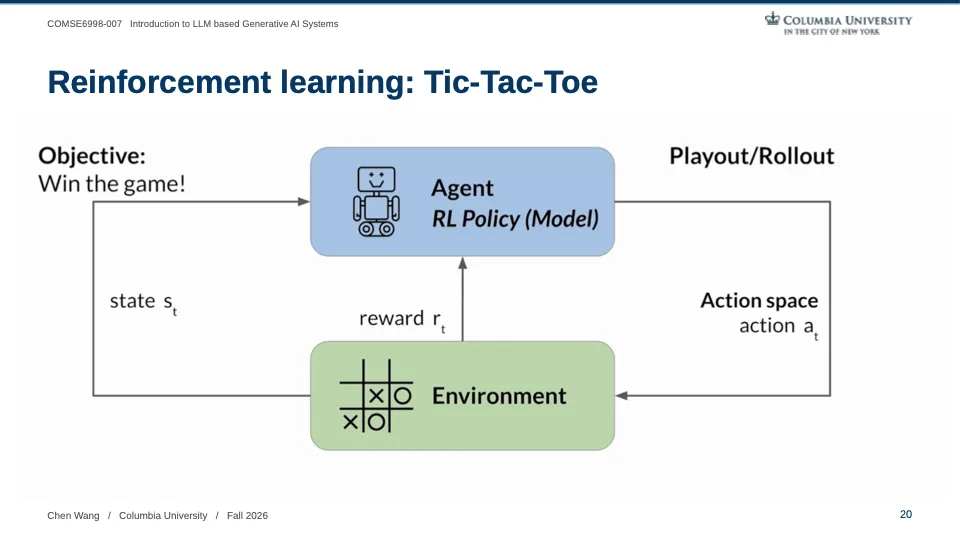 COMSE6998-007 Introduction to LLM based Generative AI Systems
COLUMBIA UNIVERSITY
IN THE CITY OF NEW YORK
Reinforcement learning: Tic-Tac-Toe
Objective:
Win the game!
Playout/Rollout
Agent
RL Policy (Model)
state st
reward rt
Action space
action at
Environment
Chen Wang / Columbia University / Fall 2026
20